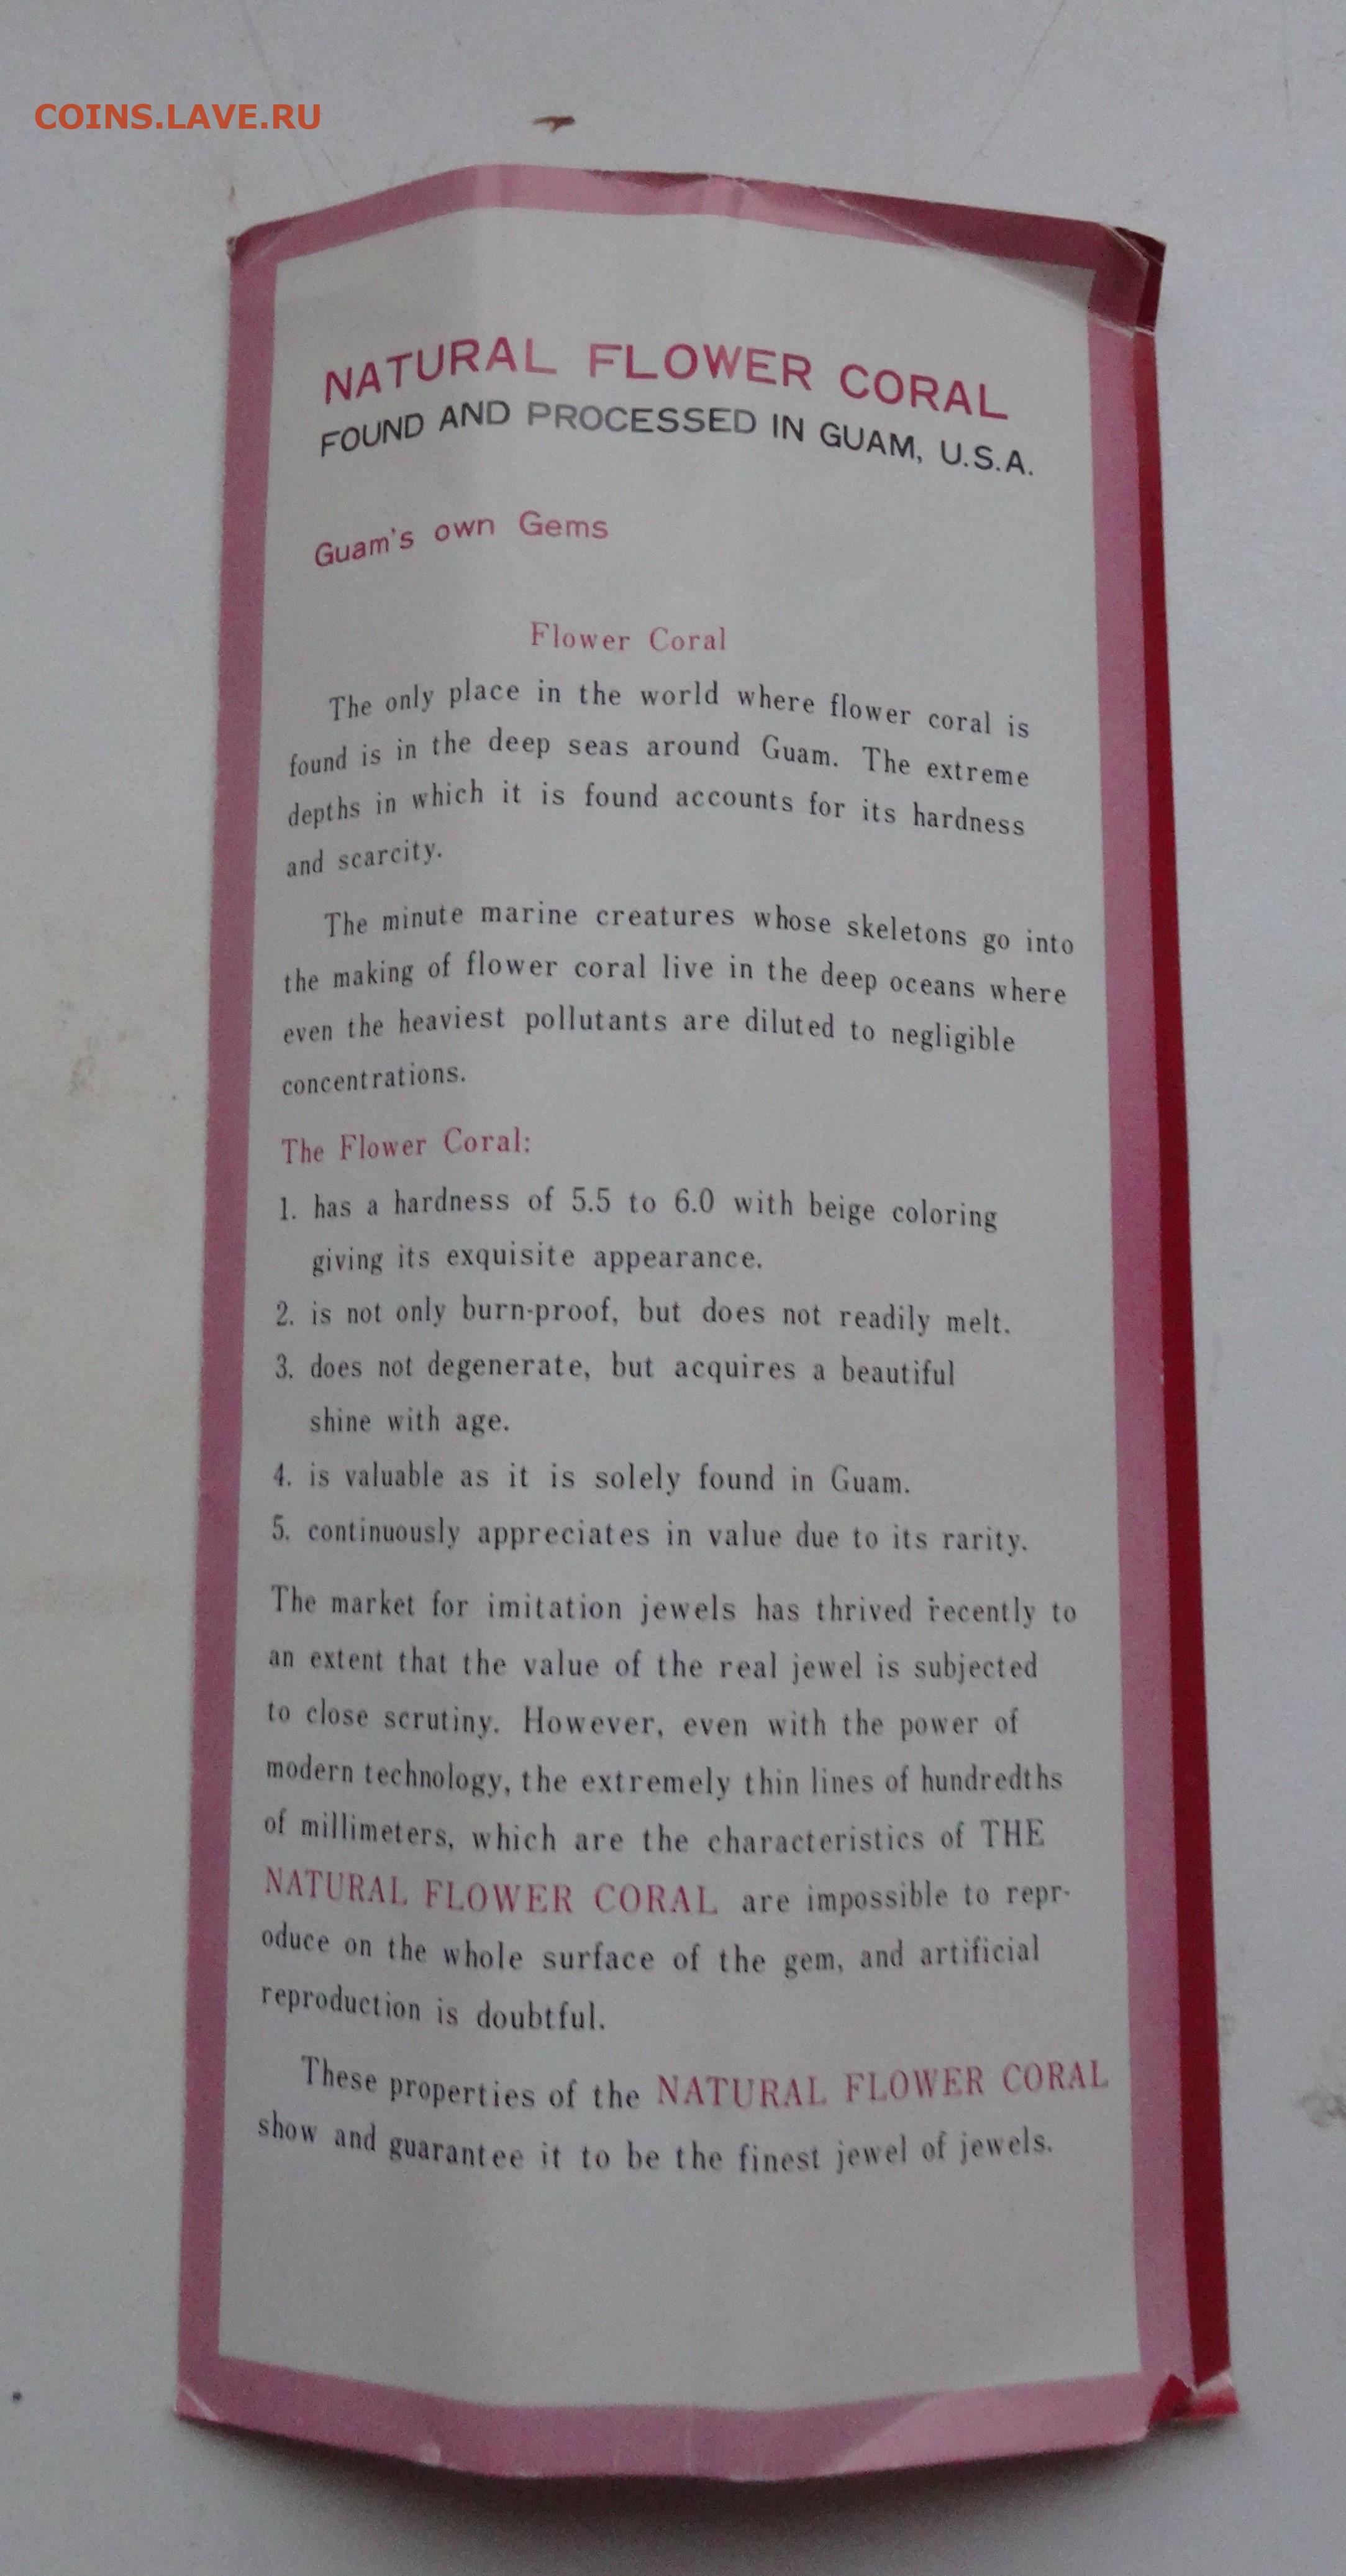 COINS.LAVE.RU
NATURAL FLOWER CORAL
FOUND AND PROCESSED IN GUAM, U.S.A.
Guam's own Gems
Flower Coral
The only place in the world where flower coral is
found is in the deep seas around Guam. The extreme
depths in which it is found accounts for its hardness
and scarcity.
The minute marine creatures whose skeletons go into
the making of flower coral live in the deep oceans where
even the heaviest pollutants are diluted to negligible
concentrations.
The Flower Coral:
1. has a hardness of 5.5 to 6.0 with beige coloring
giving its exquisite appearance.
2. is not only burn-proof, but does not readily melt.
3. does not degenerate, but acquires a beautiful
shine with age.
4. is valuable as it is solely found in Guam.
5. continuously appreciates in value due to its rarity.
The market for imitation jewels has thrived recently to
an extent that the value of the real jewel is subjected
to close scrutiny. However, even with the power of
modern technology, the extremely thin lines of hundredths
of millimeters, which are the characteristics of THE
NATURAL FLOWER CORAL are impossible to repr-
oduce on the whole surface of the gem, and artificial
reproduction is doubtful.
These properties of the NATURAL FLOWER CORAL
show and guarantee it to be the finest jewel of jewels.